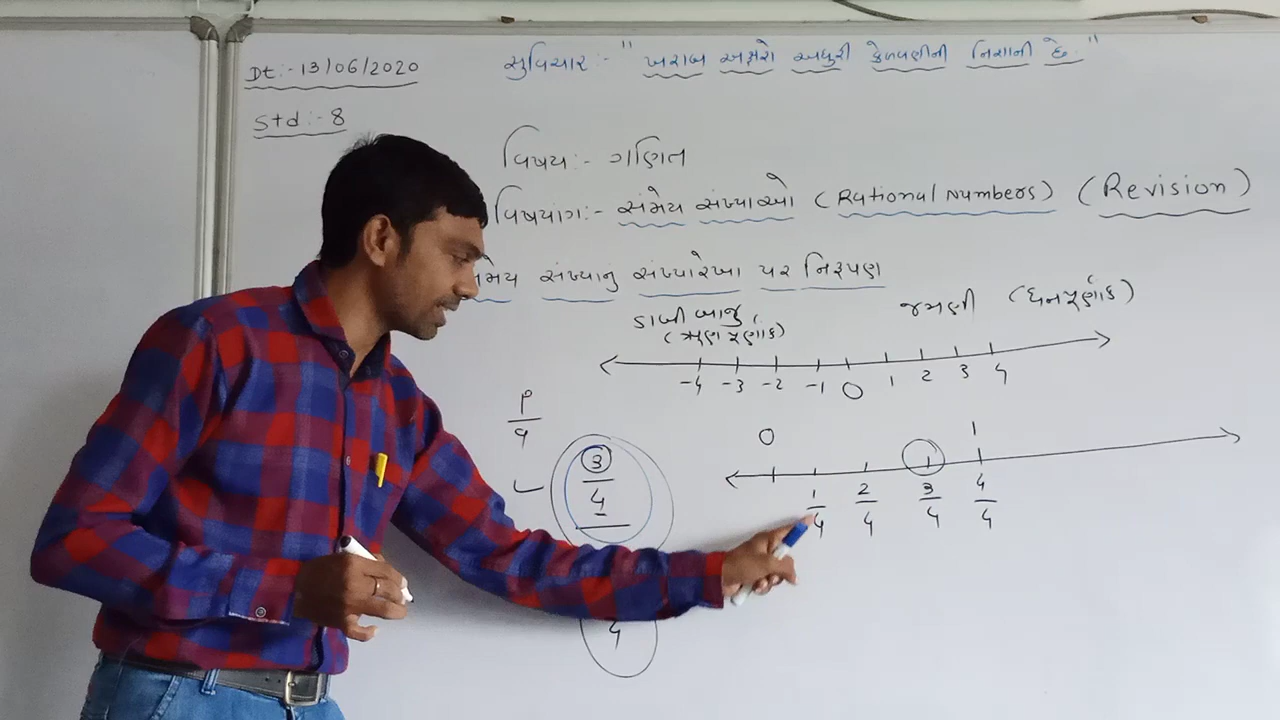 Dt:-13/06/2020
સુવિચાર:- "ખરાબ અક્ષરો અધુરી કેળવણીની નિશાની છે."
Std:-8
વિષય:- ગણિત
વિષયાંગ:- સંમેય સંખ્યાઓ (Rational Numbers) (Revision)
સંખ્યાનું સંખ્યારેખા પર નિરૂપણ
ડાબી બાજુ
(ઋણ પૂર્ણાંક)
જમણી (ધન પૂર્ણાંક)
-4 -3 -2 -1 0 1 2 3 4
p/q
3/4
0 1
1/4 2/4 3/4 4/4
4